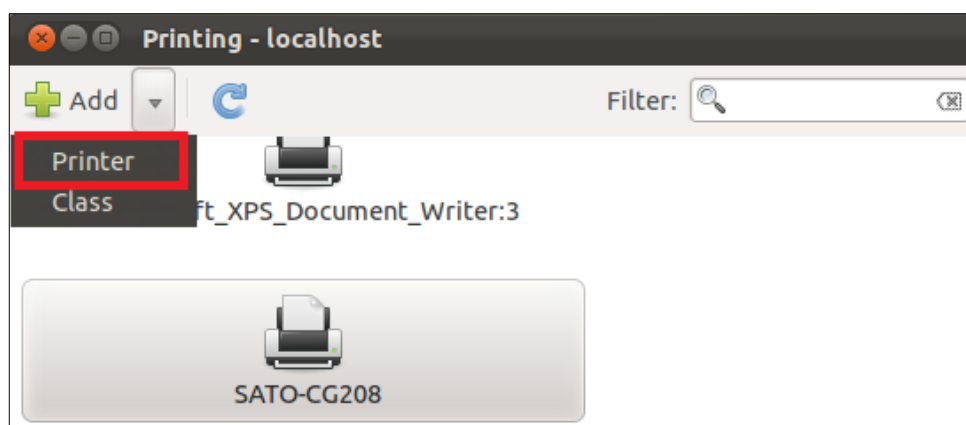 Printing - localhost
Add
Filter:
Printer
Class
ft_XPS_Document_Writer:3
SATO-CG208